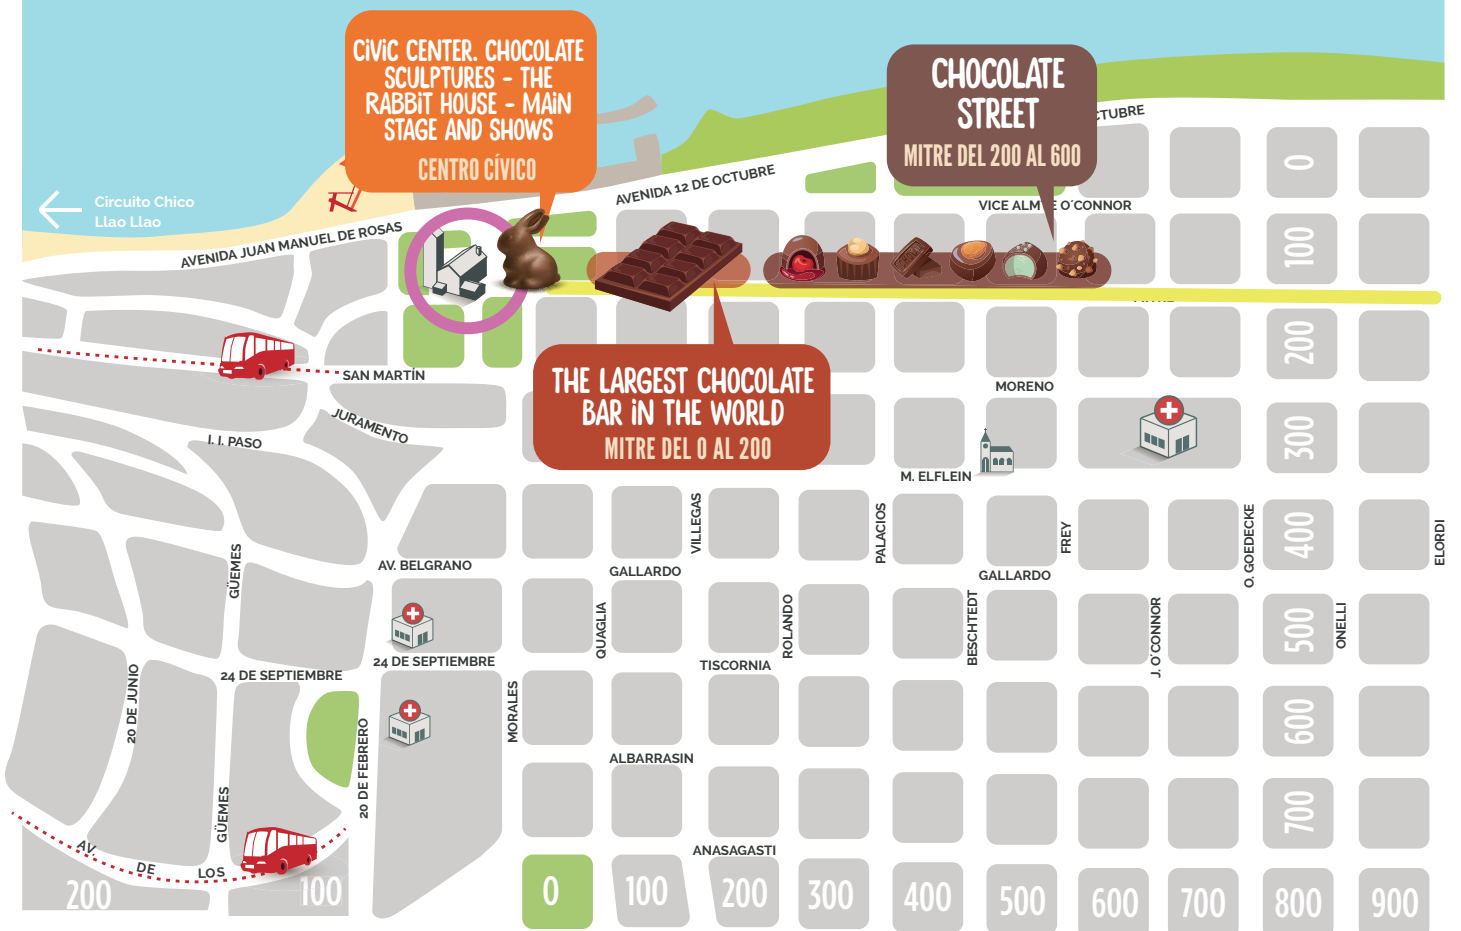 CiViC CENTER. CHOCOLATE
SCULPTURES - THE
RABBiT HOUSE - MAiN
STAGE AND SHOWS
CENTRO CÍVICO
CHOCOLATE
STREET
MITRE DEL 200 AL 600
CTUBRE
0
AVENIDA 12 DE OCTUBRE
Circuito Chico
Llao Llao
VICE ALM E O´CONNOR
AVENIDA JUAN MANUEL DE ROSAS
100
200
SAN MARTÍN
THE LARGEST CHOCOLATE
BAR iN THE WORLD
MITRE DEL 0 AL 200
MORENO
JURAMENTO
I. I. PASO
300
M. ELFLEIN
VILLEGAS
PALACIOS
FREY
O. GOEDECKE
400
ELORDI
AV. BELGRANO
GALLARDO
GALLARDO
GÜEMES
QUAGLIA
ROLANDO
BESCHTEDT
J. O´CONNOR
500
ONELLI
24 DE SEPTIEMBRE
TISCORNIA
24 DE SEPTIEMBRE
20 DE JUNIO
MORALES
600
20 DE FEBRERO
ALBARRASIN
GÜEMES
700
ANASAGASTI
AV.
DE
LOS
200
100
0
100
200
300
400
500
600
700
800
900